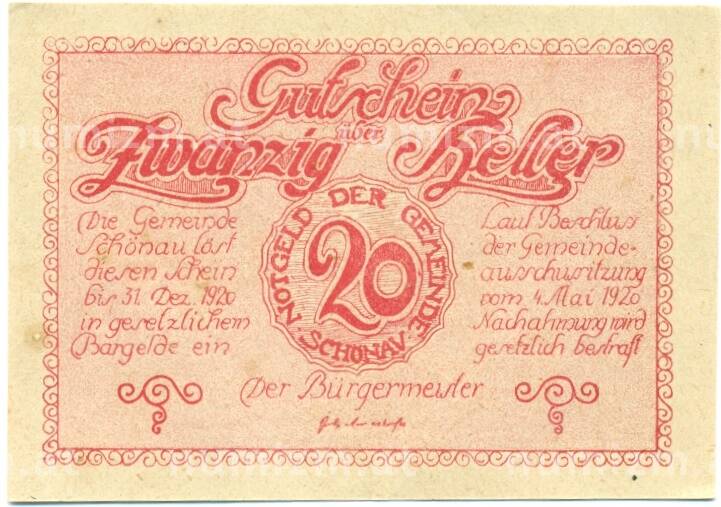 Gutschein
über
Zwanzig Heller
Die Gemeinde
Schönau löst
diesen Schein
bis 31. Dez. 1920
in gesetzlichem
Bargelde ein
NOTGELD DER GEMEINDE
SCHÖNAU
20
Laut Beschluss
der Gemeinde-
ausschusitzung
vom 4. Mai 1920
Nachahmung wird
gesetzlich bestraft
Der Bürgermeister